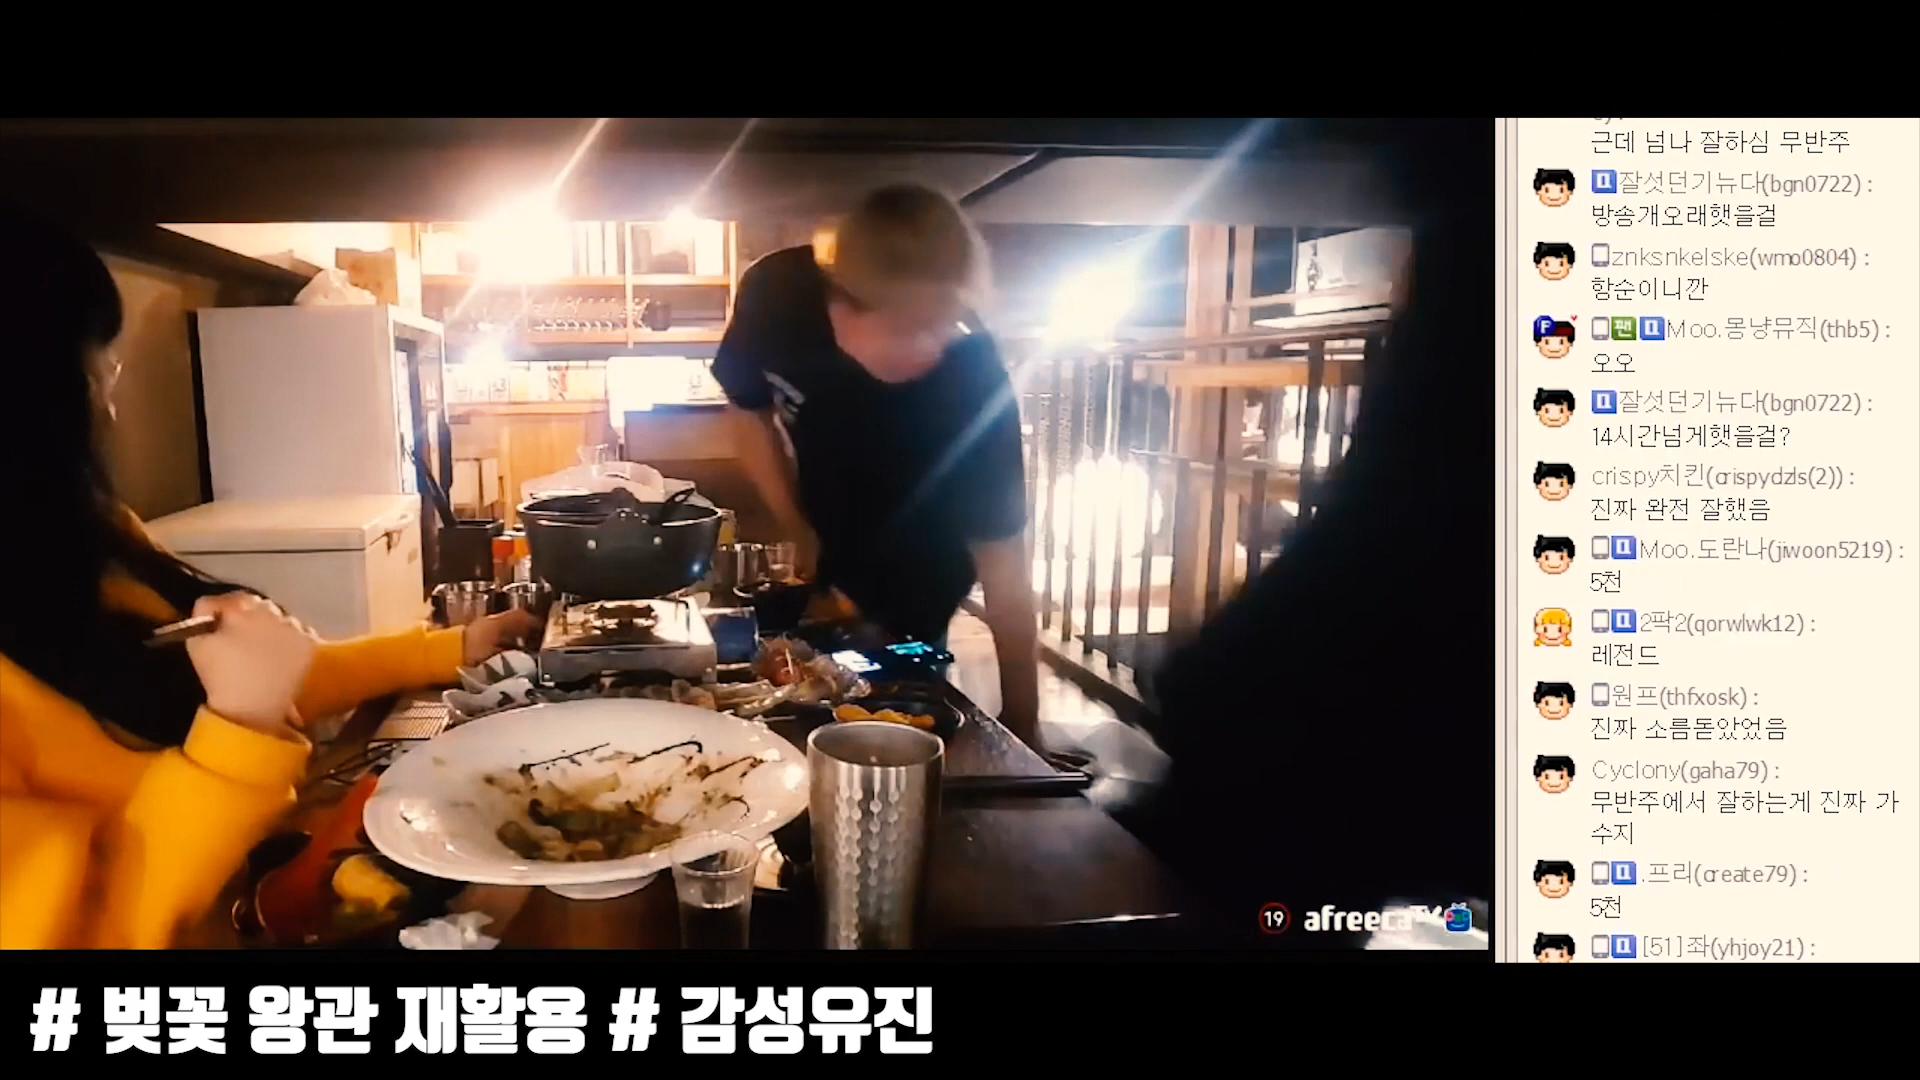 근데 넘나 잘하심 무반주
잘섯던기뉴다(bgn0722) :
방송개오래햇을걸
znksnkelske(wmo0804) :
항순이니깐
팬 Moo.몽냥뮤직(thb5) :
오오
잘섯던기뉴다(bgn0722) :
14시간넘게햇을걸?
crispy치킨(crispydzls(2)) :
진짜 완전 잘했음
Moo.도란나(jiwoon5219) :
5천
2팍2(qorwlwk12) :
레전드
원프(thfxosk) :
진짜 소름돋았었음
Cyclony(gaha79) :
무반주에서 잘하는게 진짜 가
수지
.프리(create79) :
5천
[51]좌(yhjoy21) :
19 afreecaTV
# 벚꽃 왕관 재활용 # 감성유진